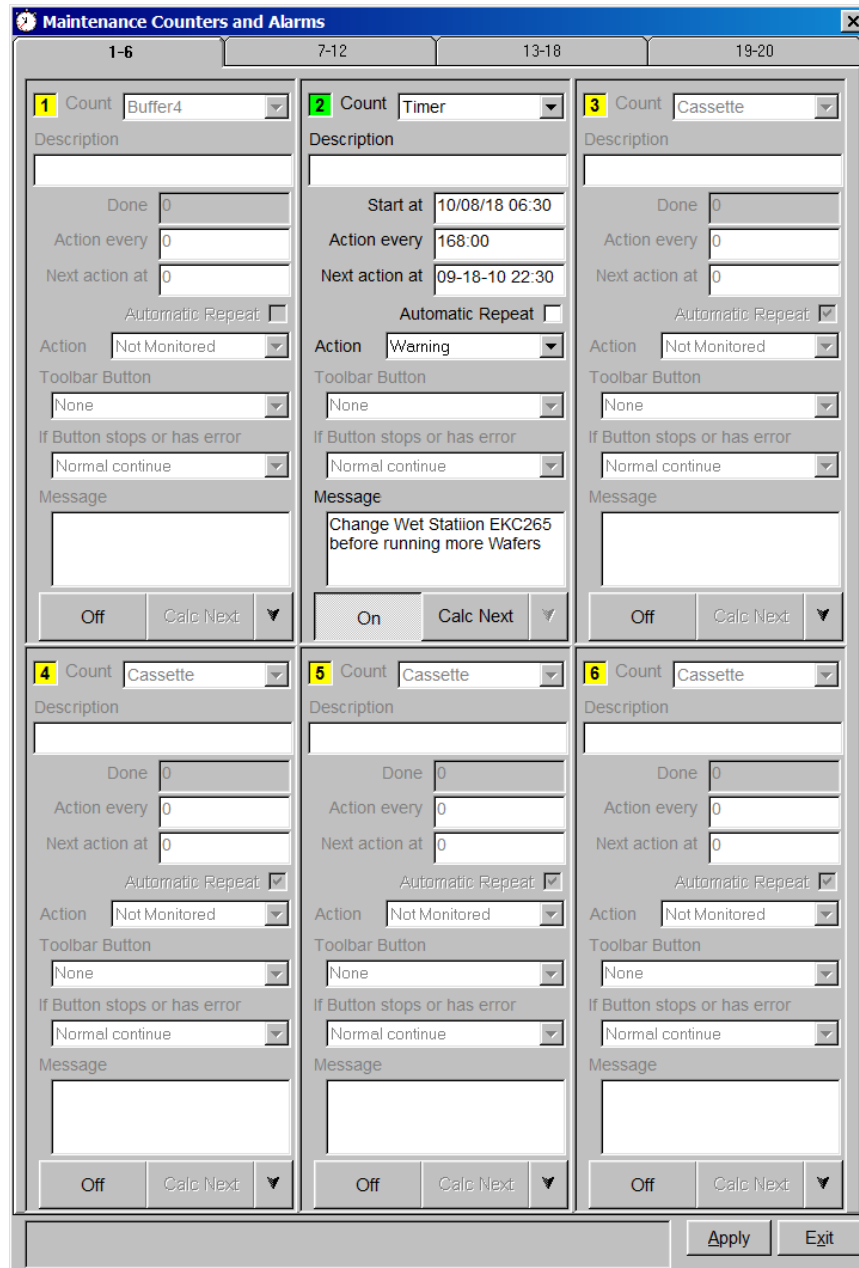 Maintenance Counters and Alarms
1-6 7-12 13-18 19-20
1 Count Buffer4
Description
Done 0
Action every 0
Next action at 0
Automatic Repeat
Action Not Monitored
Toolbar Button
None
If Button stops or has error
Normal continue
Message
Off Calc Next
2 Count Timer
Description
Start at 10/08/18 06:30
Action every 168:00
Next action at 09-18-10 22:30
Automatic Repeat
Action Warning
Toolbar Button
None
If Button stops or has error
Normal continue
Message
Change Wet Statiion EKC265
before running more Wafers
On Calc Next
3 Count Cassette
Description
Done 0
Action every 0
Next action at 0
Automatic Repeat
Action Not Monitored
Toolbar Button
None
If Button stops or has error
Normal continue
Message
Off Calc Next
4 Count Cassette
Description
Done 0
Action every 0
Next action at 0
Automatic Repeat
Action Not Monitored
Toolbar Button
None
If Button stops or has error
Normal continue
Message
Off Calc Next
5 Count Cassette
Description
Done 0
Action every 0
Next action at 0
Automatic Repeat
Action Not Monitored
Toolbar Button
None
If Button stops or has error
Normal continue
Message
Off Calc Next
6 Count Cassette
Description
Done 0
Action every 0
Next action at 0
Automatic Repeat
Action Not Monitored
Toolbar Button
None
If Button stops or has error
Normal continue
Message
Off Calc Next
Apply Exit